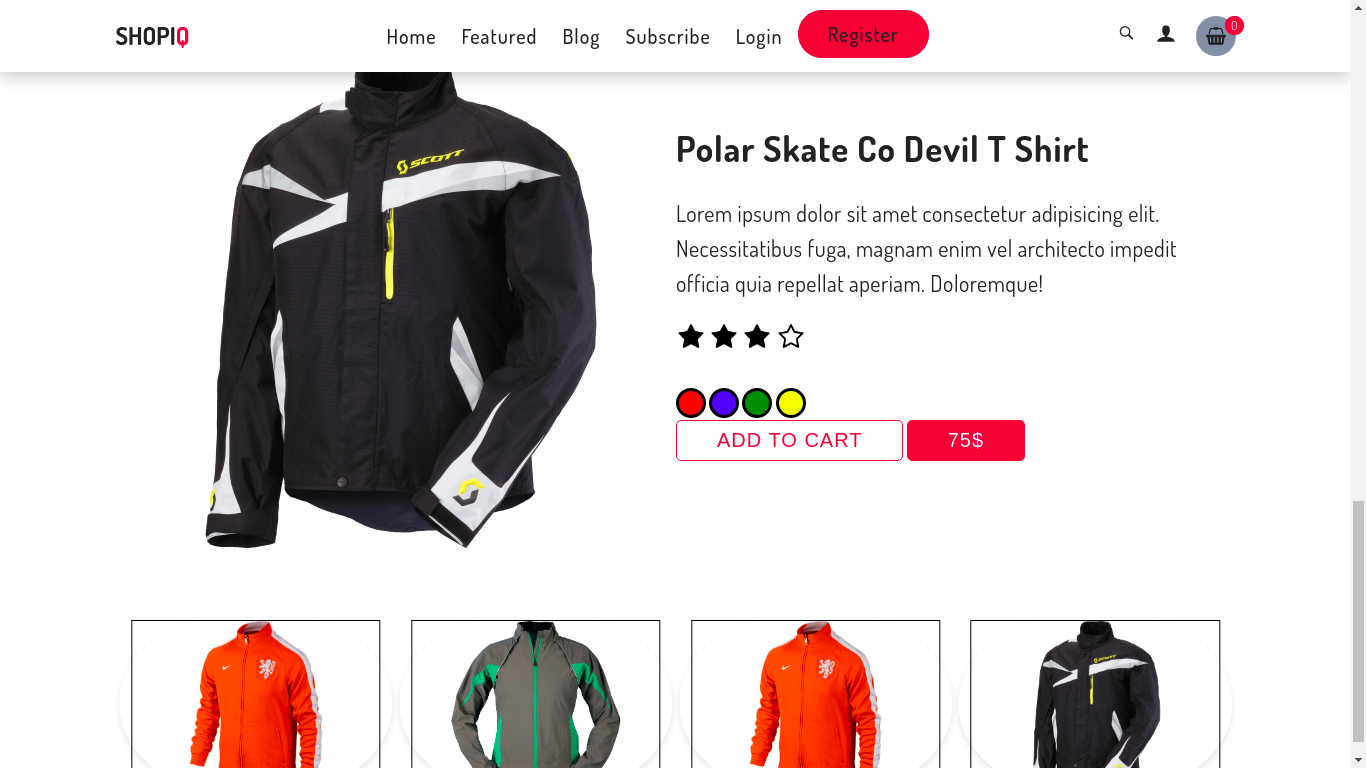 SHOPIQ
Home Featured Blog Subscribe Login Register
0
SCOTT
Polar Skate Co Devil T Shirt
Lorem ipsum dolor sit amet consectetur adipisicing elit.
Necessitatibus fuga, magnam enim vel architecto impedit
officia quia repellat aperiam. Doloremque!
ADD TO CART 75$
SCOTT